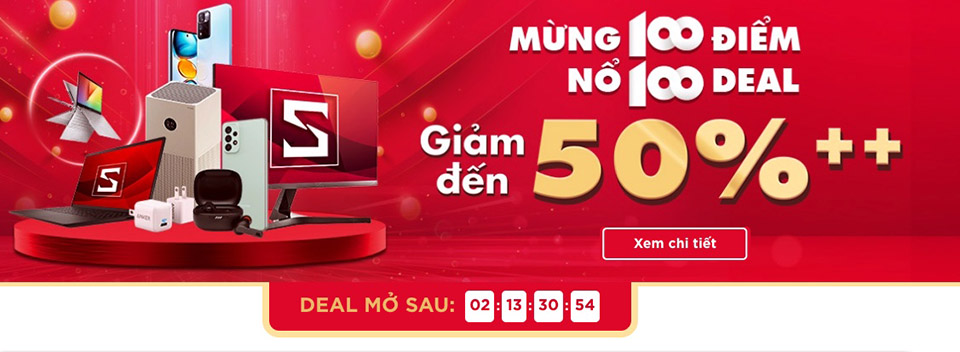 MỪNG 100 ĐIỂM
NỔ 100 DEAL
Giảm
đến
50%++
S
S
ANKER
Xem chi tiết
DEAL MỞ SAU: 02 : 13 : 30 : 54